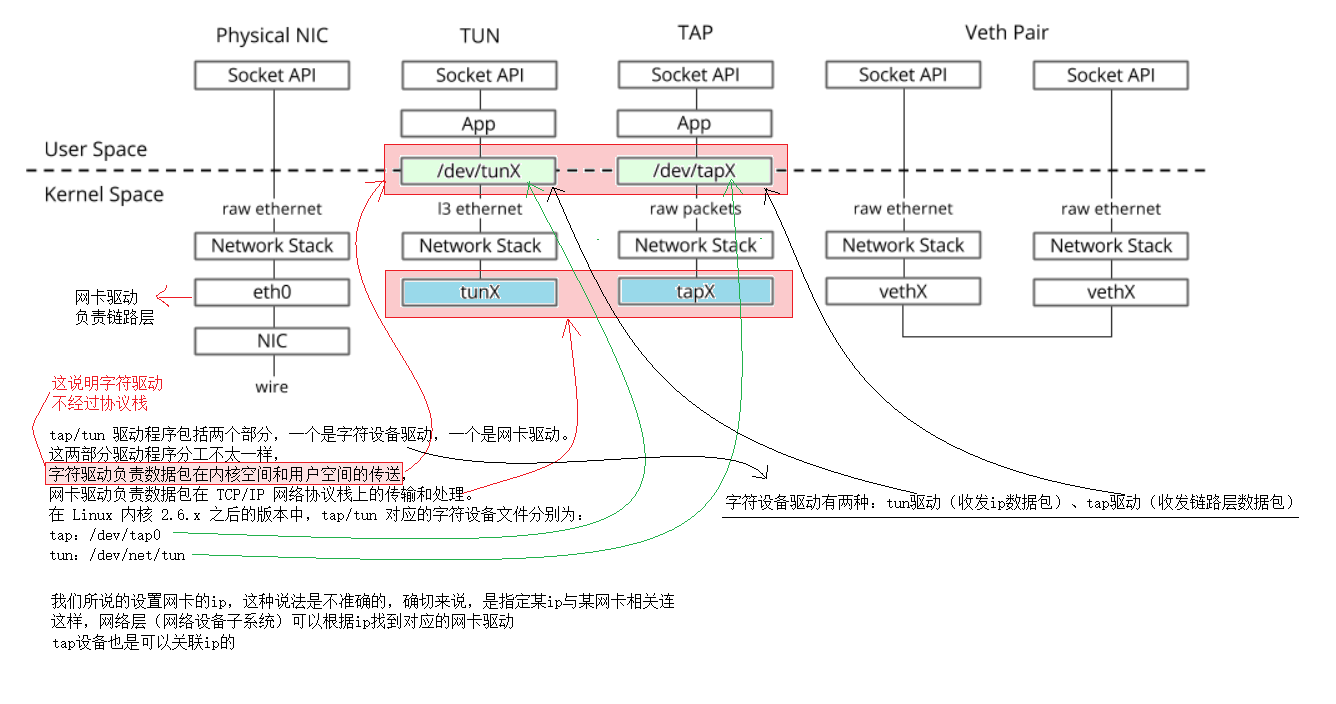 Physical NIC
TUN
TAP
Veth Pair
Socket API
Socket API
Socket API
Socket API
Socket API
App
App
User Space
/dev/tunX
/dev/tapX
Kernel Space
raw ethernet
l3 ethernet
raw packets
raw ethernet
raw ethernet
Network Stack
Network Stack
Network Stack
Network Stack
Network Stack
网卡驱动
负责链路层
eth0
tunX
tapX
vethX
vethX
NIC
wire
这说明字符驱动
不经过协议栈
tap/tun 驱动程序包括两个部分，一个是字符设备驱动，一个是网卡驱动。
这两部分驱动程序分工不太一样，
字符驱动负责数据包在内核空间和用户空间的传送，
网卡驱动负责数据包在 TCP/IP 网络协议栈上的传输和处理。
在 Linux 内核 2.6.x 之后的版本中，tap/tun 对应的字符设备文件分别为：
tap：/dev/tap0
tun：/dev/net/tun
字符设备驱动有两种：tun驱动（收发ip数据包）、tap驱动（收发链路层数据包）
我们所说的设置网卡的ip，这种说法是不准确的，确切来说，是指定某ip与某网卡相关连
这样，网络层（网络设备子系统）可以根据ip找到对应的网卡驱动
tap设备也是可以关联ip的